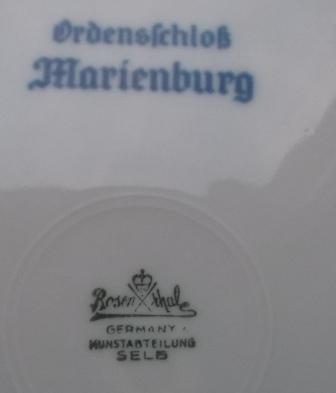 Ordensschloß
Marienburg
Rosenthal
GERMANY.
KUNSTABTEILUNG
SELB